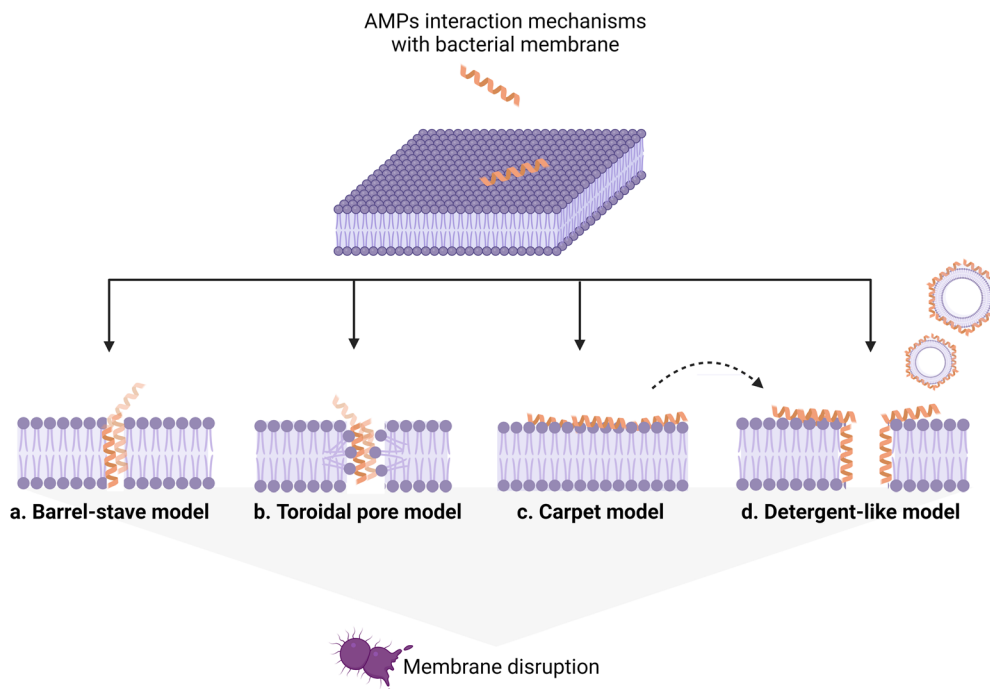 AMPs interaction mechanisms
with bacterial membrane
a. Barrel-stave model
b. Toroidal pore model
c. Carpet model
d. Detergent-like model
Membrane disruption